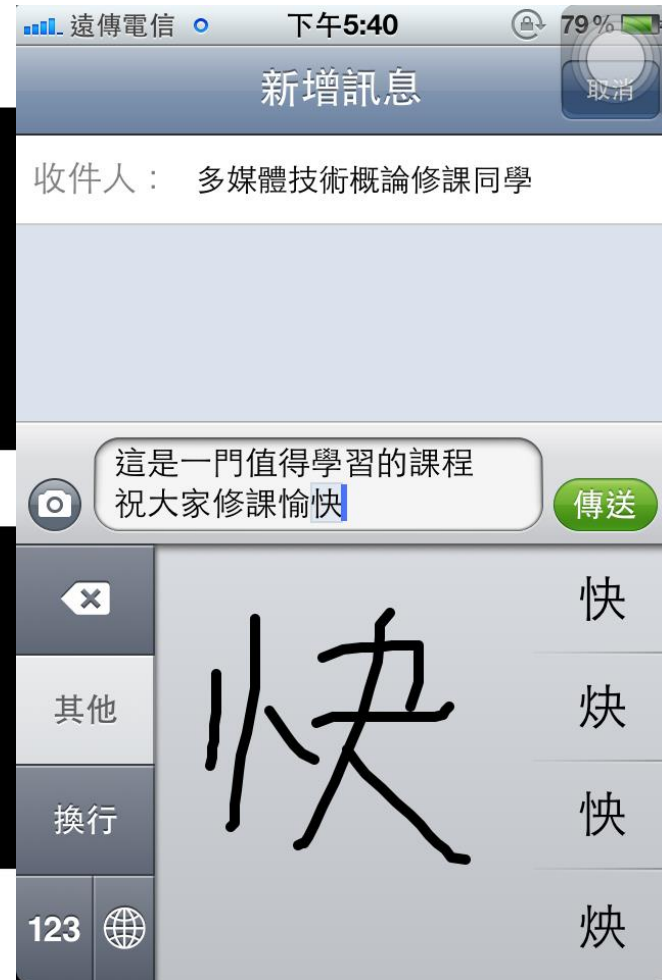 遠傳電信 下午5:40 79%
新增訊息 取消
收件人： 多媒體技術概論修課同學
這是一門值得學習的課程
祝大家修課愉快
傳送
快
快
其他
炔
換行
怏
123
炴